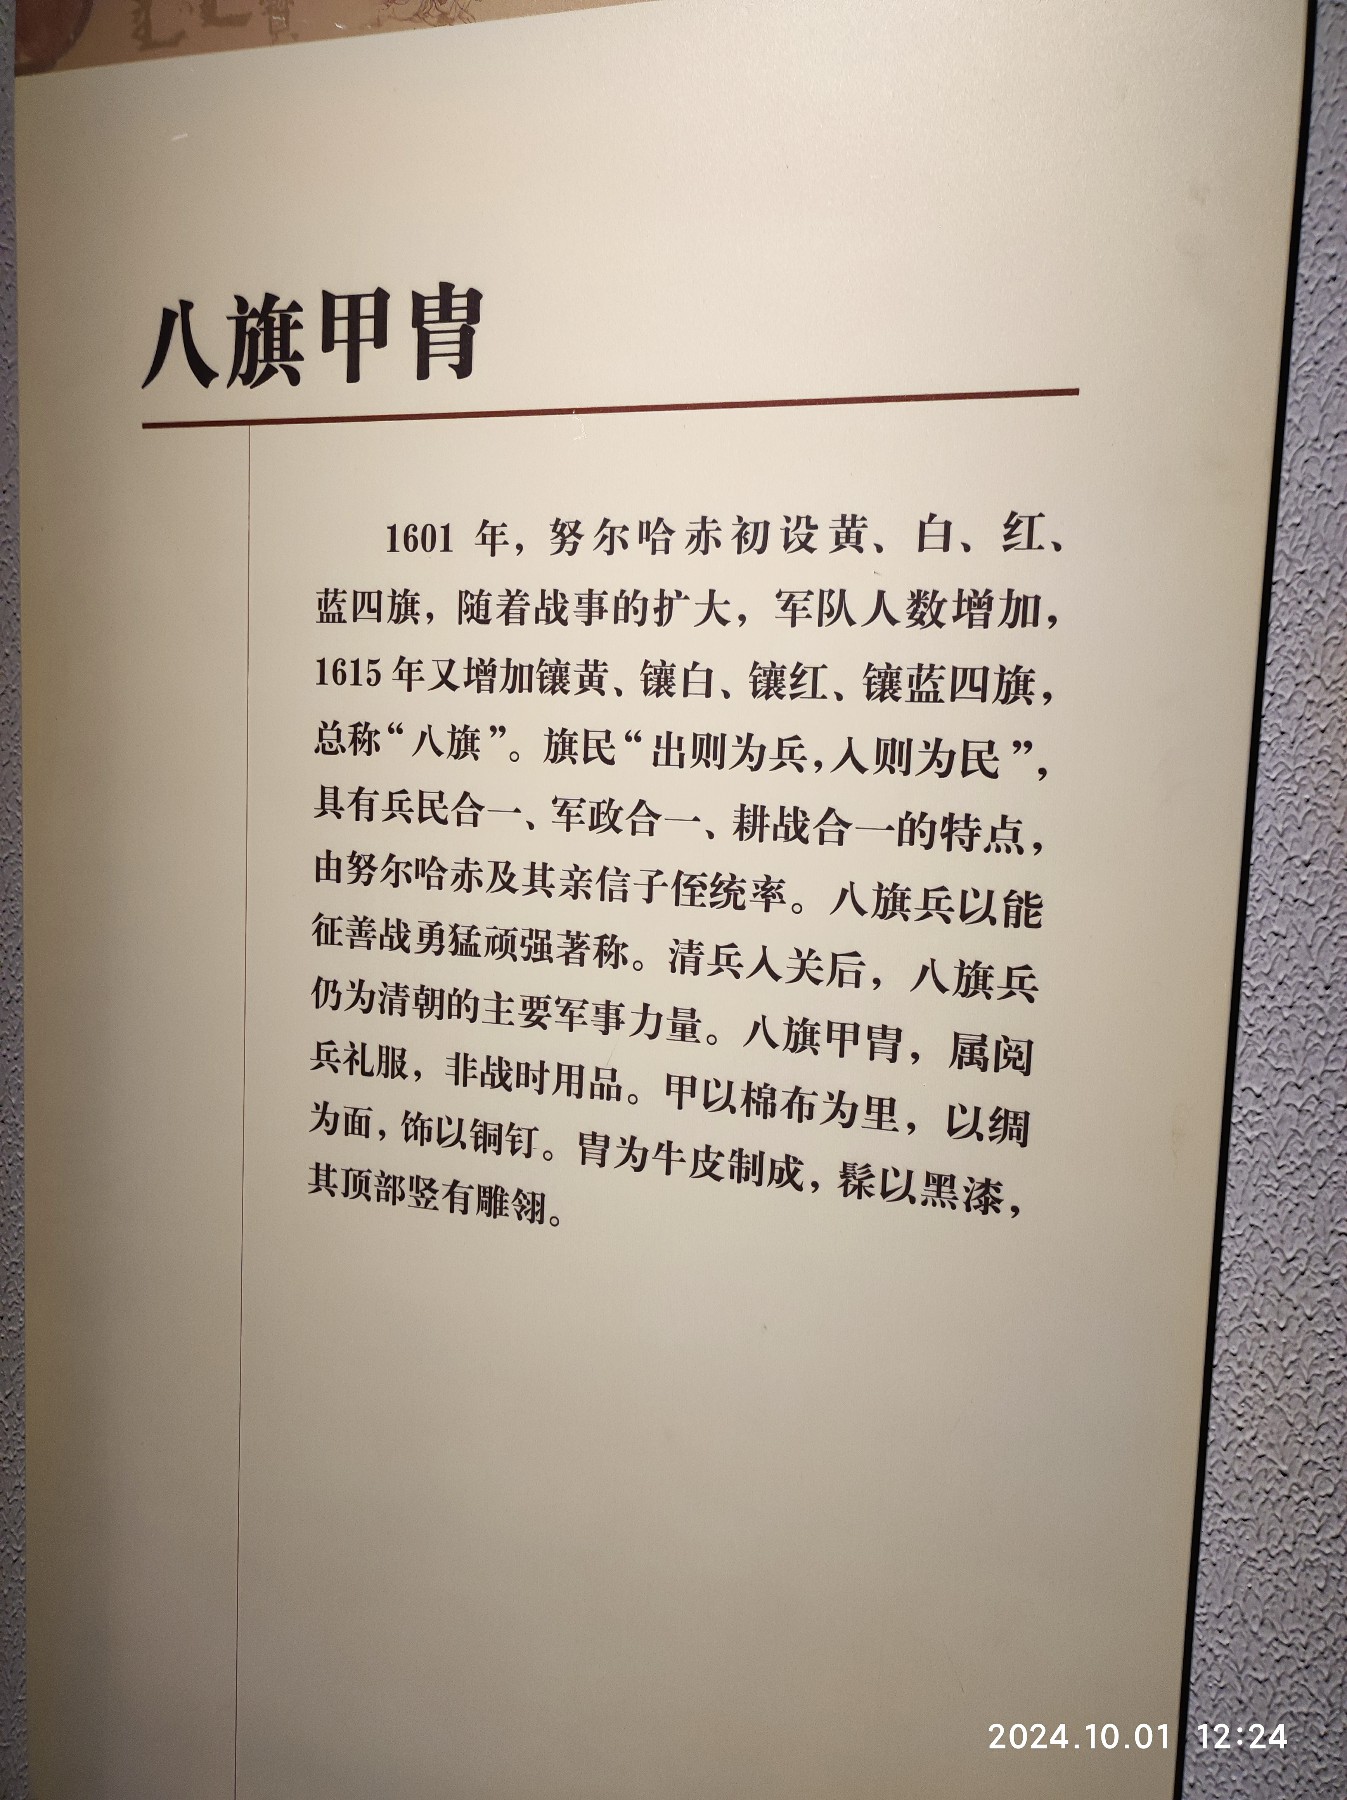 八旗甲胄
1601 年，努尔哈赤初设黄、白、红、
蓝四旗，随着战事的扩大，军队人数增加，
1615 年又增加镶黄、镶白、镶红、镶蓝四旗，
总称“八旗”。旗民“出则为兵，入则为民”，
具有兵民合一、军政合一、耕战合一的特点，
由努尔哈赤及其亲信子侄统率。八旗兵以能
征善战勇猛顽强著称。清兵入关后，八旗兵
仍为清朝的主要军事力量。八旗甲胄，属阅
兵礼服，非战时用品。甲以棉布为里，以绸
为面，饰以铜钉。胄为牛皮制成，髹以黑漆，
其顶部竖有雕翎。
2024.10.01 12:24